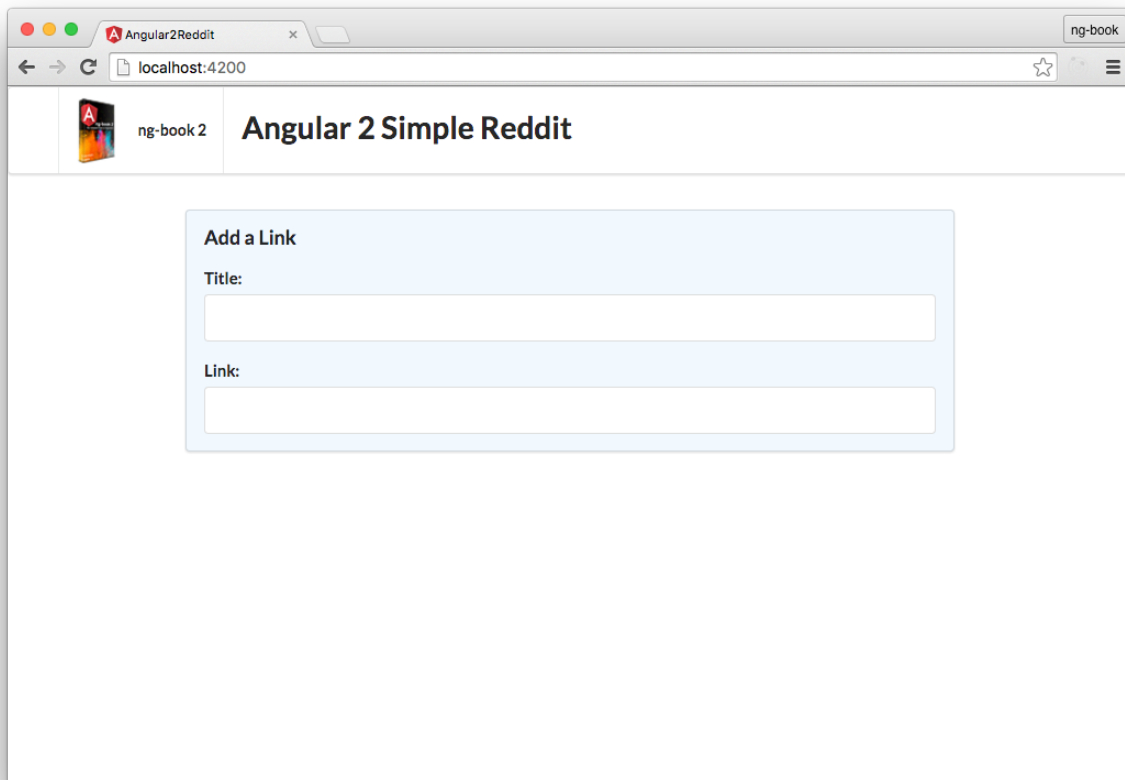 Angular2Reddit
ng-book
localhost:4200
ng-book 2
Angular 2 Simple Reddit
Add a Link
Title:
Link: